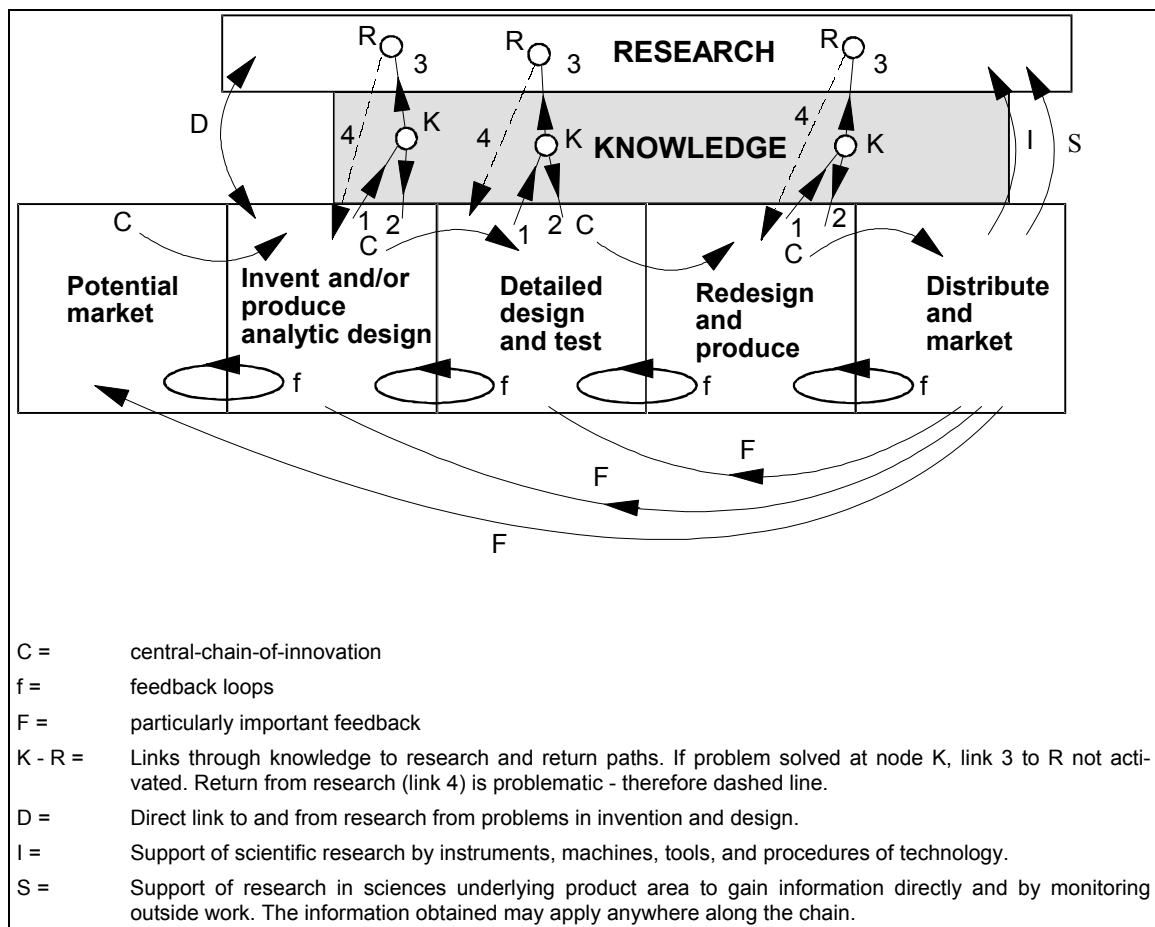 R
R
R
3
3
3
RESEARCH
D
4
K
4
K
KNOWLEDGE
4
K
I
S
C
1
2
C
1
2
C
1
2
C
Potential
market
Invent and/or
produce
analytic design
Detailed
design
and test
Redesign
and
produce
Distribute
and
market
f
f
f
f
F
F
F
C = central-chain-of-innovation
f = feedback loops
F = particularly important feedback
K - R = Links through knowledge to research and return paths. If problem solved at node K, link 3 to R not acti-
vated. Return from research (link 4) is problematic - therefore dashed line.
D = Direct link to and from research from problems in invention and design.
I = Support of scientific research by instruments, machines, tools, and procedures of technology.
S = Support of research in sciences underlying product area to gain information directly and by monitoring
outside work. The information obtained may apply anywhere along the chain.